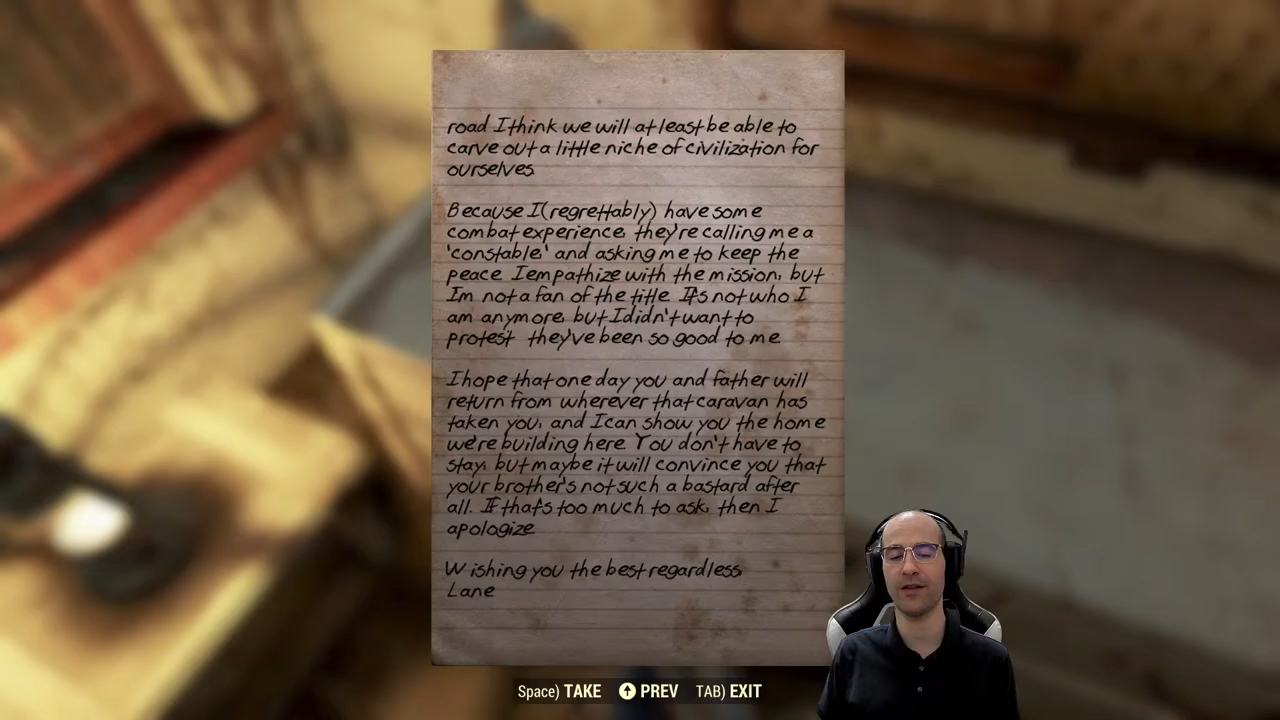 road I think we will at least be able to
carve out a little niche of civilization for
ourselves.
Because I (regrettably) have some
combat experience, they're calling me a
'constable,' and asking me to keep the
peace. I empathize with the mission, but
I'm not a fan of the title. It's not who I
am anymore, but I didn't want to
protest they've been so good to me.
I hope that one day you and father will
return from wherever that caravan has
taken you, and I can show you the home
we're building here. You don't have to
stay, but maybe it will convince you that
your brother's not such a bastard after
all. If that's too much to ask, then I
apologize.
Wishing you the best regardless,
Lane
Space) TAKE PREV TAB) EXIT